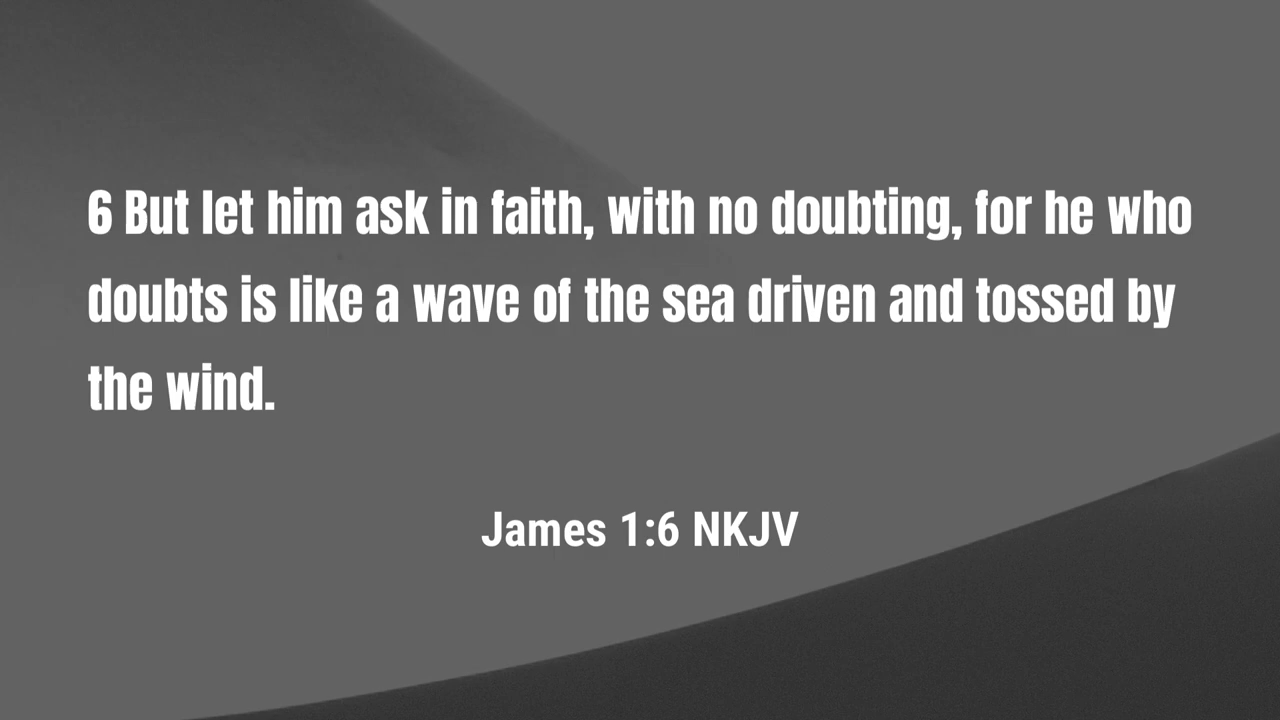 6 But let him ask in faith, with no doubting, for he who
doubts is like a wave of the sea driven and tossed by
the wind.
James 1:6 NKJV